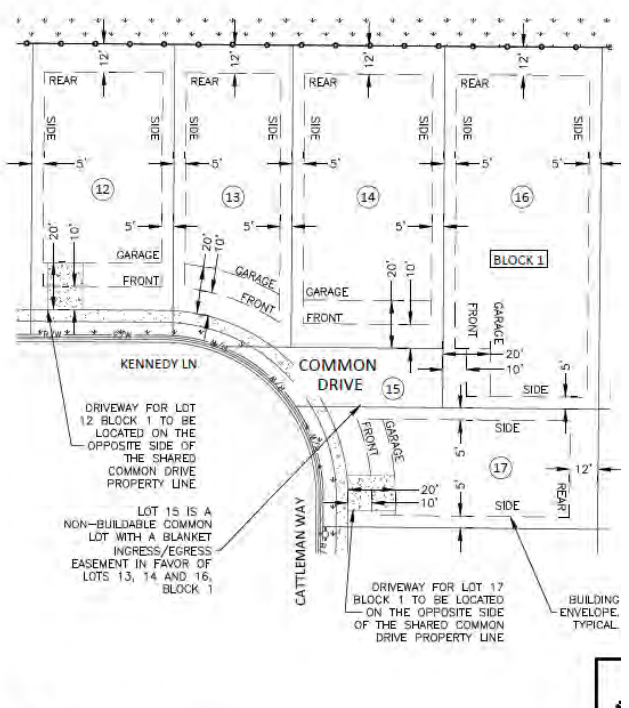 12' 12' 12' 12'
REAR REAR REAR REAR
SIDE SIDE SIDE SIDE SIDE SIDE SIDE SIDE
5' 5' 5' 5'
12 13 14 16
5' 5' 5'
BLOCK 1
20' 10' GARAGE
FRONT
20' 10' GARAGE
FRONT
GARAGE 20' 10'
FRONT
FRONT GARAGE
20'
10'
5'
SIDE
R/W R/W R/W
KENNEDY LN
COMMON
DRIVE
15
R/W
DRIVEWAY FOR LOT
12 BLOCK 1 TO BE
LOCATED ON THE
OPPOSITE SIDE OF
THE SHARED
COMMON DRIVE
PROPERTY LINE
SIDE
FRONT GARAGE
5'
17
12'
REAR
20'
10'
5'
SIDE
LOT 15 IS A
NON-BUILDABLE COMMON
LOT WITH A BLANKET
INGRESS/EGRESS
EASEMENT IN FAVOR OF
LOTS 13, 14 AND 16,
BLOCK 1
CATTLEMAN WAY
DRIVEWAY FOR LOT 17
BLOCK 1 TO BE LOCATED
ON THE OPPOSITE SIDE
OF THE SHARED COMMON
DRIVE PROPERTY LINE
BUILDING
ENVELOPE,
TYPICAL